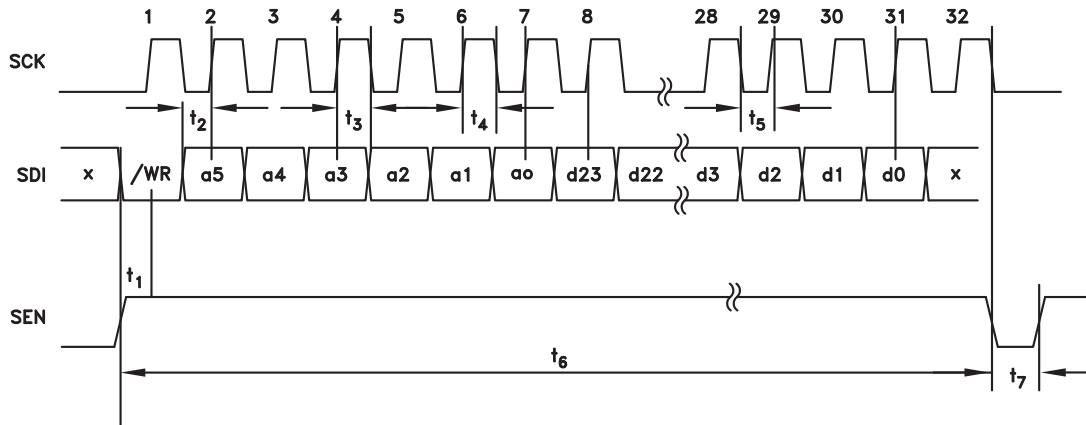 1 2 3 4 5 6 7 8 28 29 30 31 32
SCK
t2 t3 t4 t5
SDI x /WR a5 a4 a3 a2 a1 ao d23 d22 d3 d2 d1 d0 x
t1
SEN
t6
t7